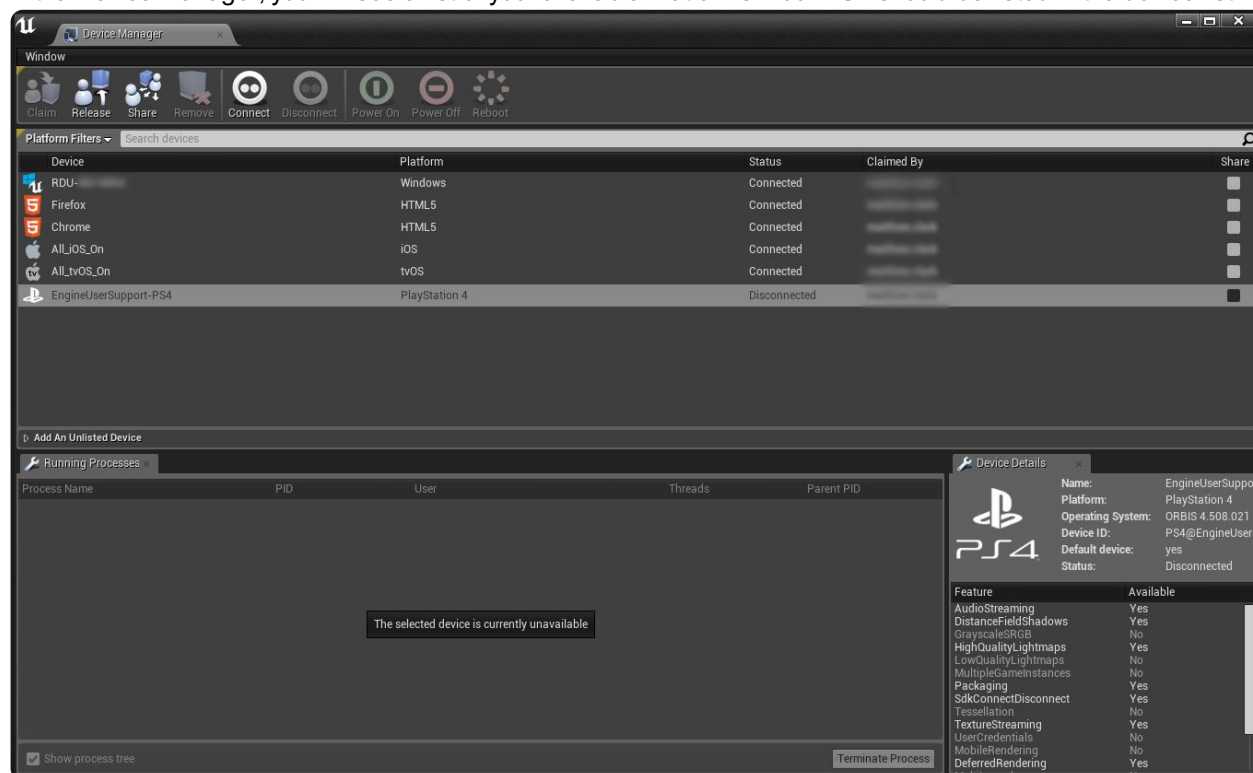 Device Manager
Window
Claim Release Share Remove Connect Disconnect Power On Power Off Reboot
Platform Filters Search devices
Device Platform Status Claimed By Share
RDU- Windows Connected
Firefox HTML5 Connected
Chrome HTML5 Connected
All_iOS_On iOS Connected
All_tvOS_On tvOS Connected
EngineUserSupport-PS4 PlayStation 4 Disconnected
Add An Unlisted Device
Running Processes
Process Name PID User Threads Parent PID
The selected device is currently unavailable
Show process tree Terminate Process
Device Details
PS4
Name: EngineUserSuppo
Platform: PlayStation 4
Operating System: ORBIS 4.508.021
Device ID: PS4@EngineUser
Default device: yes
Status: Disconnected
Feature Available
AudioStreaming Yes
DistanceFieldShadows Yes
GrayscaleSRGB No
HighQualityLightmaps Yes
LowQualityLightmaps No
MultipleGameInstances No
Packaging Yes
SdkConnectDisconnect Yes
Tessellation No
TextureStreaming Yes
UserCredentials No
MobileRendering No
DeferredRendering Yes